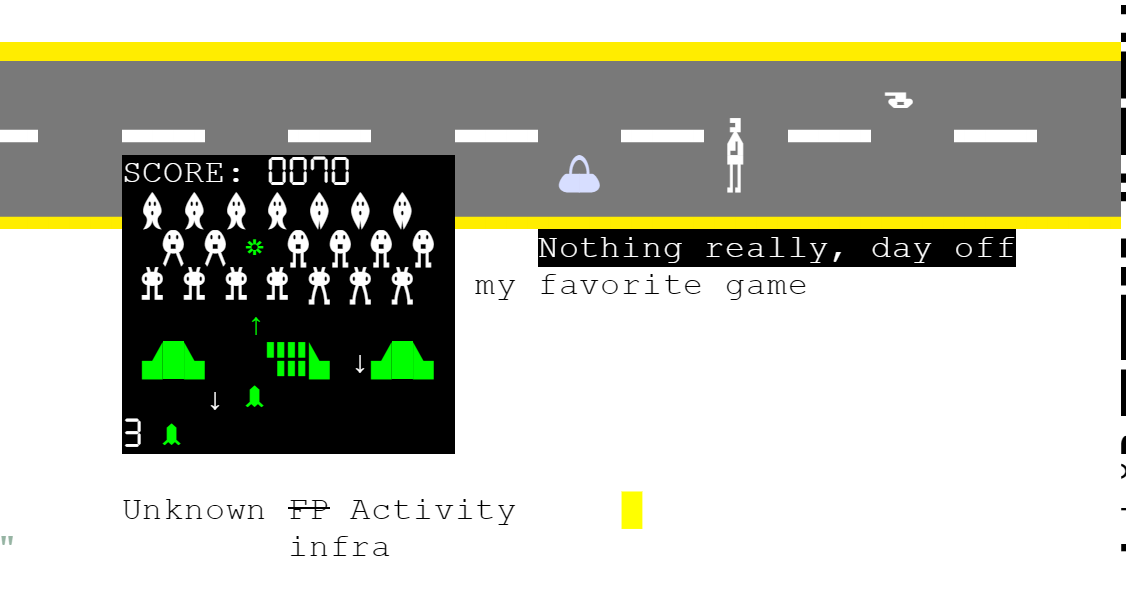 SCORE: 0070
Nothing really, day off
my favorite game
3
Unknown FP Activity
infra
"